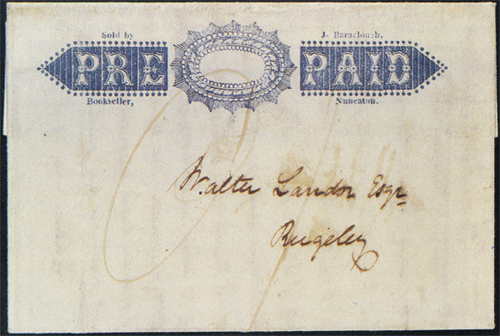 Sold by J. Barraclough,
PRE PAID
Bookseller, Nuneaton.
Walter Landor Esqr
Rugeley